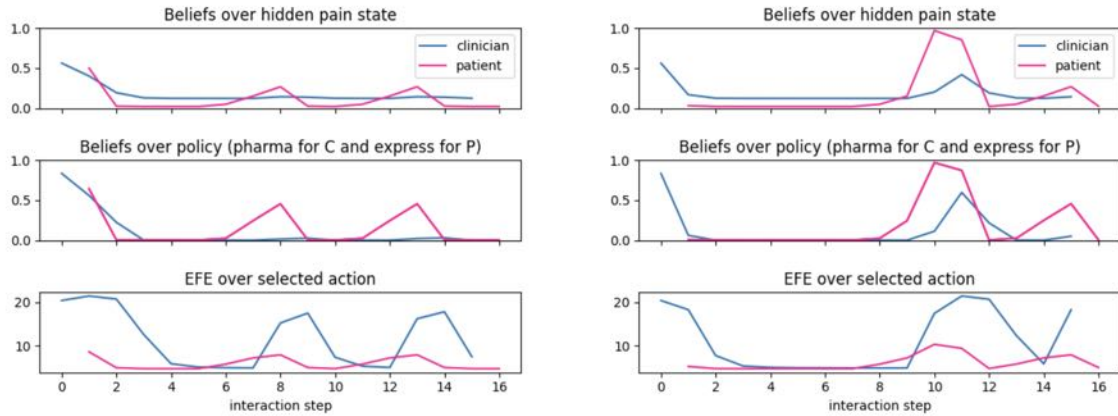 Beliefs over hidden pain state
1.0
0.5
0.0
clinician
patient
Beliefs over policy (pharma for C and express for P)
1.0
0.5
0.0
EFE over selected action
20
10
0 2 4 6 8 10 12 14 16
interaction step
Beliefs over hidden pain state
1.0
0.5
0.0
clinician
patient
Beliefs over policy (pharma for C and express for P)
1.0
0.5
0.0
EFE over selected action
20
10
0 2 4 6 8 10 12 14 16
interaction step